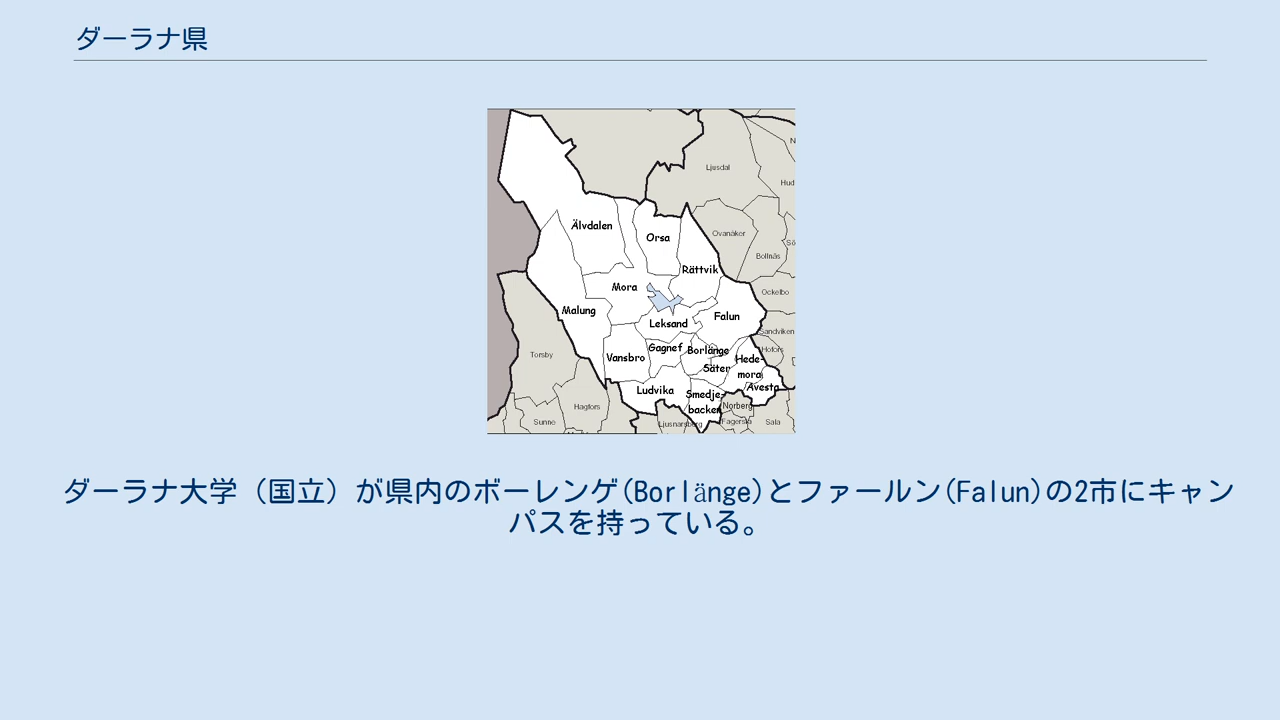 ダーラナ県
Ljusdal
Hud
Älvdalen
Orsa
Ovanåker
Sö
Bollnäs
Rättvik
Mora
Ockelbo
Malung
Leksand
Falun
Sandviken
Torsby
Vansbro
Gagnef
Borlänge
Hofors
Hede-
mora
Säter
Avesta
Ludvika
Smedje-
backen
Norberg
Hagfors
Sunne
Ljusnarsberg
Fagersta
Sala
ダーラナ大学（国立）が県内のボーレンゲ(Borlänge)とファールン(Falun)の2市にキャン
パスを持っている。